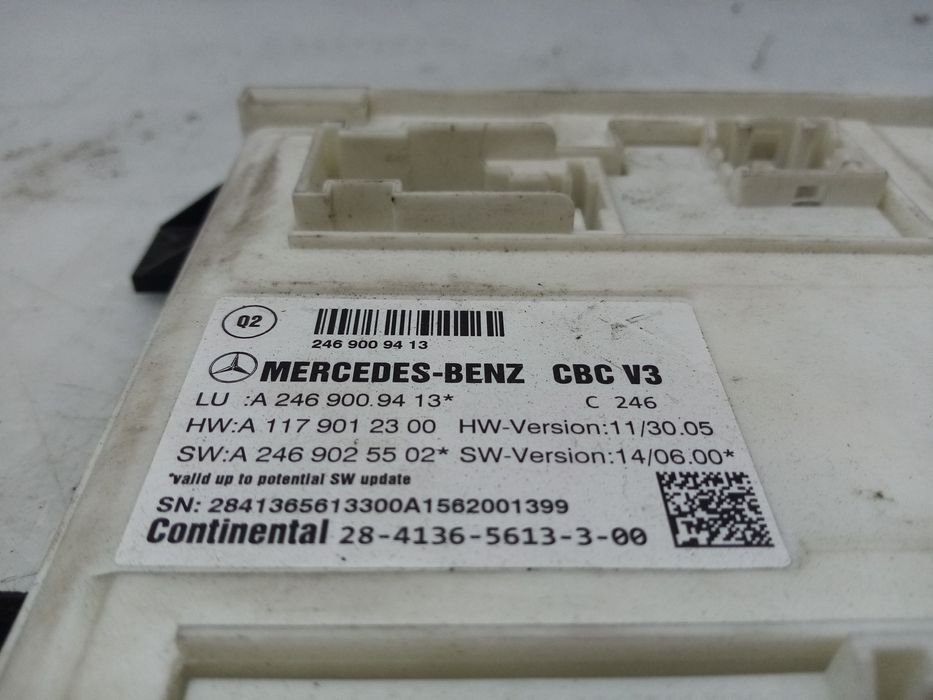 Q2
246 900 94 13
MERCEDES-BENZ CBC V3
LU :A 246 900.94 13* C 246
HW:A 117 901 23 00 HW-Version:11/30.05
SW:A 246 902 55 02* SW-Version:14/06.00*
*valid up to potential SW update
SN: 2841365613300A1562001399
Continental 28-4136-5613-3-00